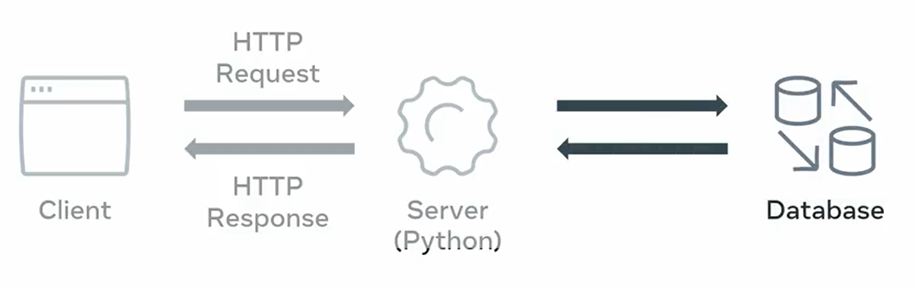 HTTP
Request
HTTP
Response
Client
Server
(Python)
Database